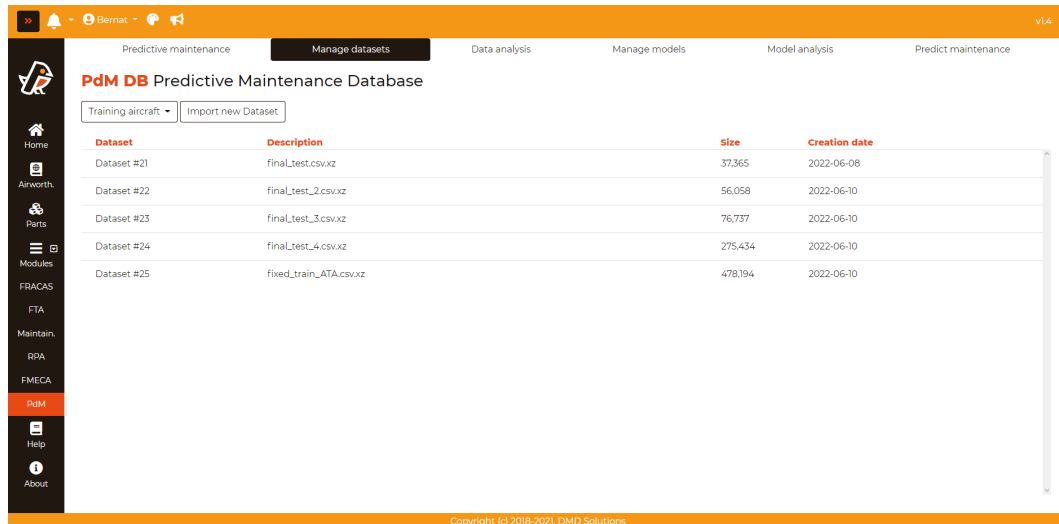 Bernat
v1.4
Predictive maintenance Manage datasets Data analysis Manage models Model analysis Predict maintenance
PdM DB Predictive Maintenance Database
Training aircraft Import new Dataset
Dataset Description Size Creation date
Dataset #21 final_test.csv.xz 37,365 2022-06-08
Dataset #22 final_test_2.csv.xz 56,058 2022-06-10
Dataset #23 final_test_3.csv.xz 76,737 2022-06-10
Dataset #24 final_test_4.csv.xz 275,434 2022-06-10
Dataset #25 fixed_train_ATA.csv.xz 478,194 2022-06-10
Home
Airworth.
Parts
Modules
FRACAS
FTA
Maintain.
RPA
FMECA
PdM
Help
About
Copyright (c) 2018-2021, DMD Solutions